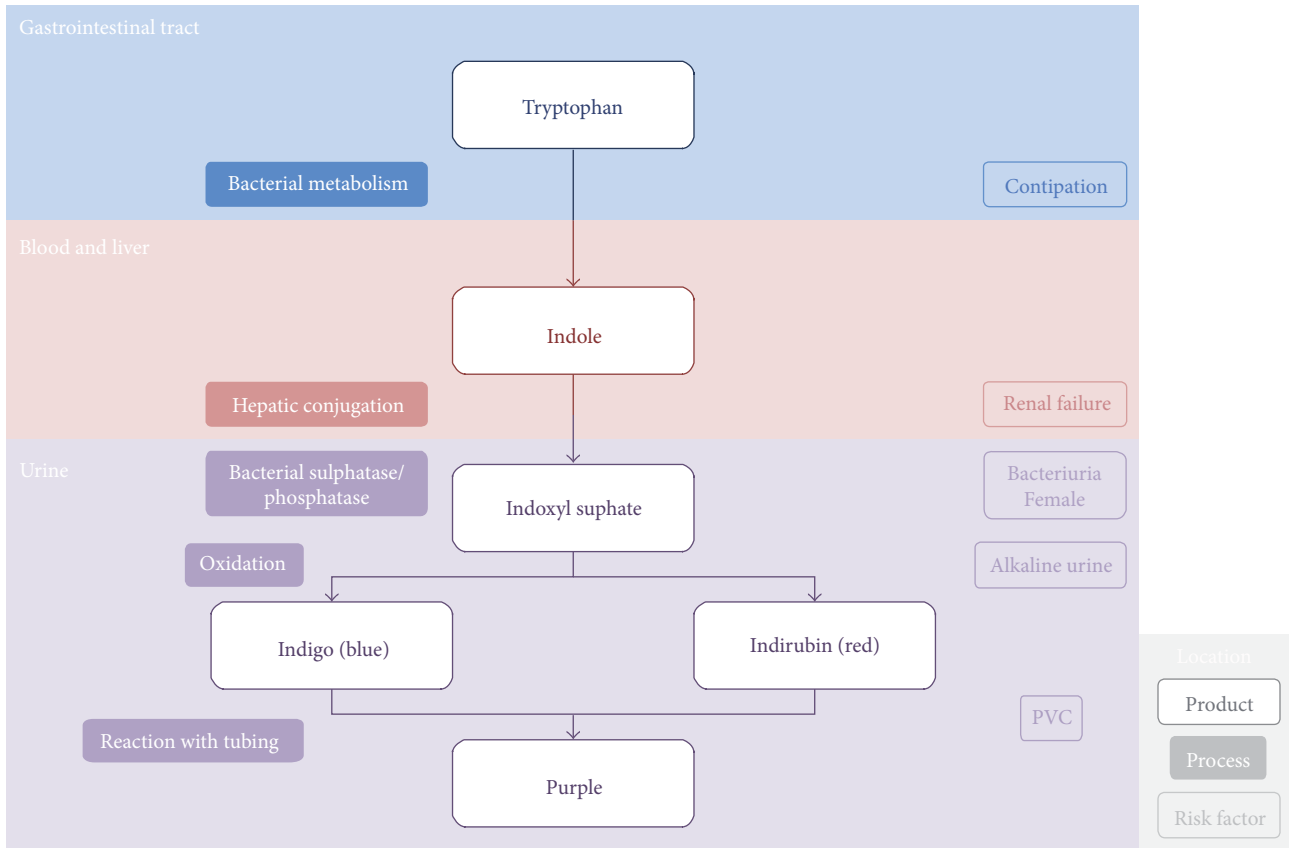 Gastrointestinal tract
Tryptophan
Bacterial metabolism
Contipation
Blood and liver
Indole
Hepatic conjugation
Renal failure
Urine
Bacterial sulphatase/
phosphatase
Indoxyl suphate
Bacteriuria
Female
Oxidation
Alkaline urine
Indigo (blue)
Indirubin (red)
Reaction with tubing
PVC
Purple
Location
Product
Process
Risk factor